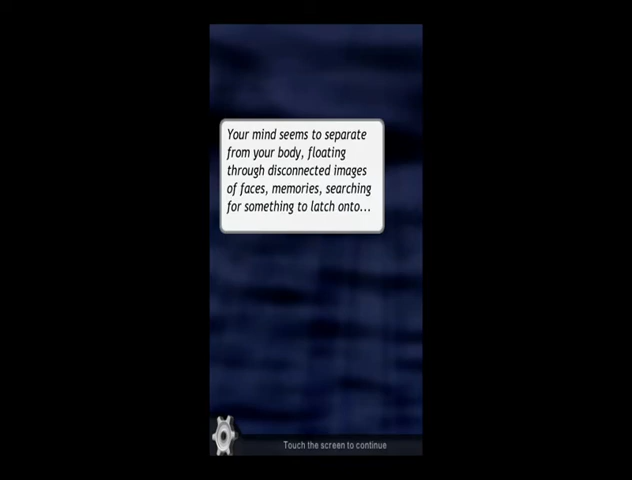 Your mind seems to separate
from your body, floating
through disconnected images
of faces, memories, searching
for something to latch onto...
Touch the screen to continue